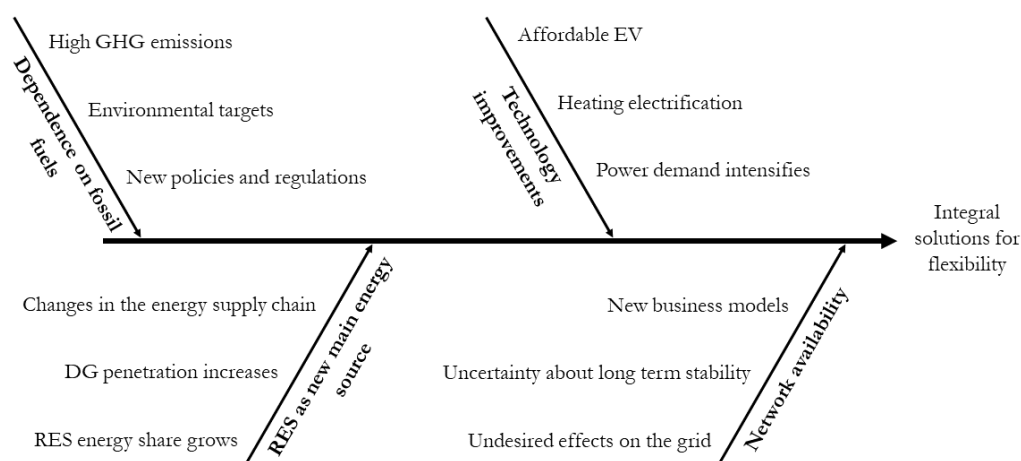 High GHG emissions
Environmental targets
New policies and regulations
Dependence on fossil
fuels
Affordable EV
Heating electrification
Power demand intensifies
Technology
improvements
Integral
solutions for
flexibility
Changes in the energy supply chain
DG penetration increases
RES energy share grows
RES as new main energy
source
New business models
Uncertainty about long term stability
Undesired effects on the grid
Network availability